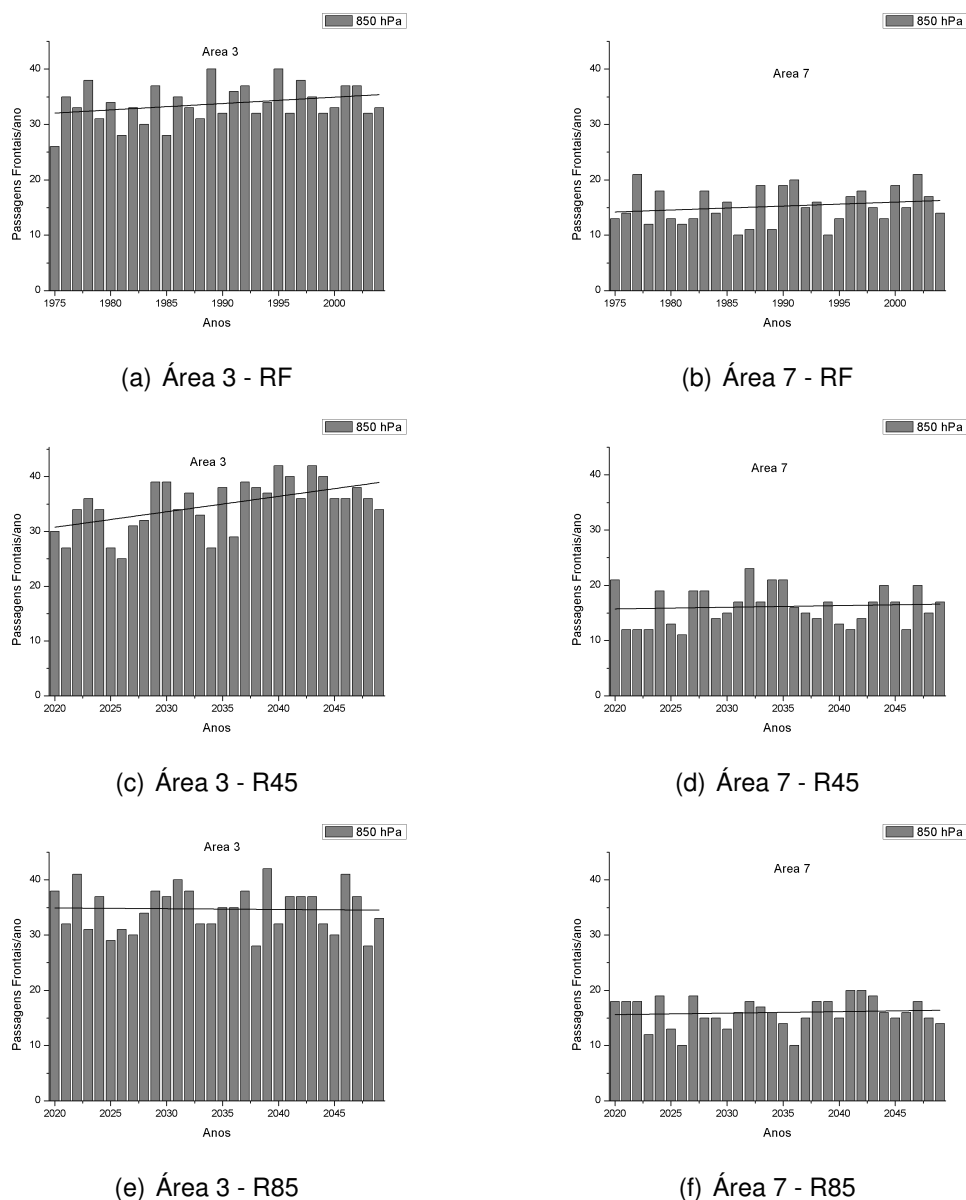 850 hPa
Area 3
Passagens Frontais/ano
40
30
20
10
0
1975 1980 1985 1990 1995 2000
Anos
(a) Área 3 - RF
850 hPa
Area 7
Passagens Frontais/ano
40
30
20
10
0
1975 1980 1985 1990 1995 2000
Anos
(b) Área 7 - RF
850 hPa
Area 3
Passagens Frontais/ano
40
30
20
10
0
2020 2025 2030 2035 2040 2045
Anos
(c) Área 3 - R45
850 hPa
Area 7
Passagens Frontais/ano
40
30
20
10
0
2020 2025 2030 2035 2040 2045
Anos
(d) Área 7 - R45
850 hPa
Area 3
Passagens Frontais/ano
40
30
20
10
0
2020 2025 2030 2035 2040 2045
Anos
(e) Área 3 - R85
850 hPa
Area 7
Passagens Frontais/ano
40
30
20
10
0
2020 2025 2030 2035 2040 2045
Anos
(f) Área 7 - R85